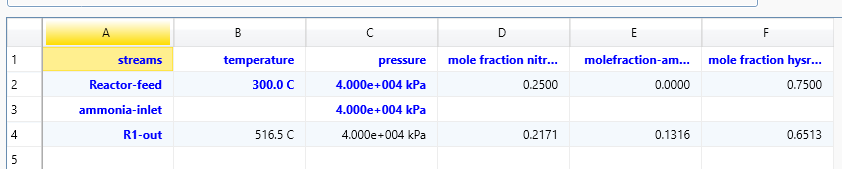 A B C D E F
1 streams temperature pressure mole fraction nitr... molefraction-am... mole fraction hysr...
2 Reactor-feed 300.0 C 4.000e+004 kPa 0.2500 0.0000 0.7500
3 ammonia-inlet 4.000e+004 kPa
4 R1-out 516.5 C 4.000e+004 kPa 0.2171 0.1316 0.6513
5